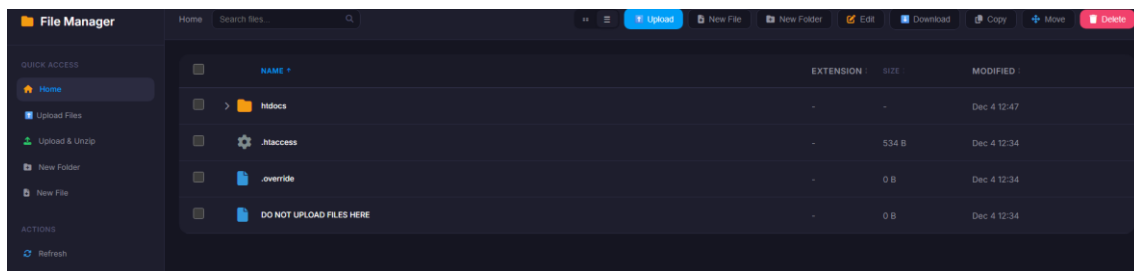 File Manager
Home Search files... Upload New File New Folder Edit Download Copy Move Delete
QUICK ACCESS
Home
Upload Files
Upload & Unzip
New Folder
New File
ACTIONS
Refresh
NAME ↑ EXTENSION SIZE MODIFIED
htdocs - - Dec 4 12:47
.htaccess - 534 B Dec 4 12:34
.override - 0 B Dec 4 12:34
DO NOT UPLOAD FILES HERE - 0 B Dec 4 12:34